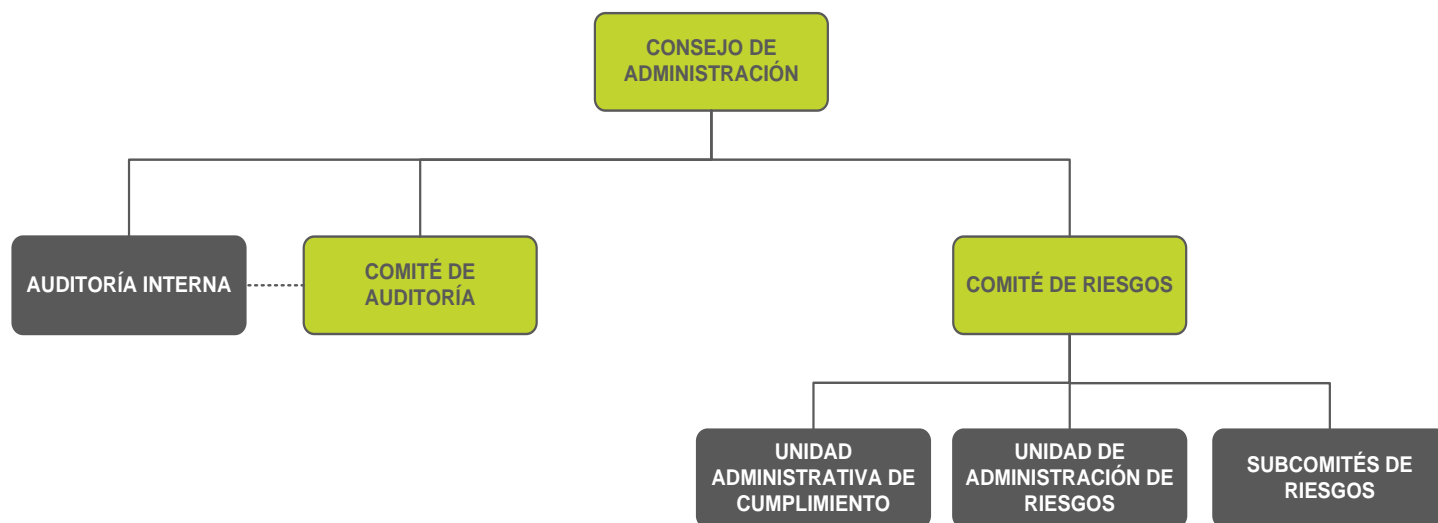 CONSEJO DE
ADMINISTRACIÓN
AUDITORÍA INTERNA
COMITÉ DE
AUDITORÍA
COMITÉ DE RIESGOS
UNIDAD
ADMINISTRATIVA DE
CUMPLIMIENTO
UNIDAD DE
ADMINISTRACIÓN DE
RIESGOS
SUBCOMITÉS DE
RIESGOS